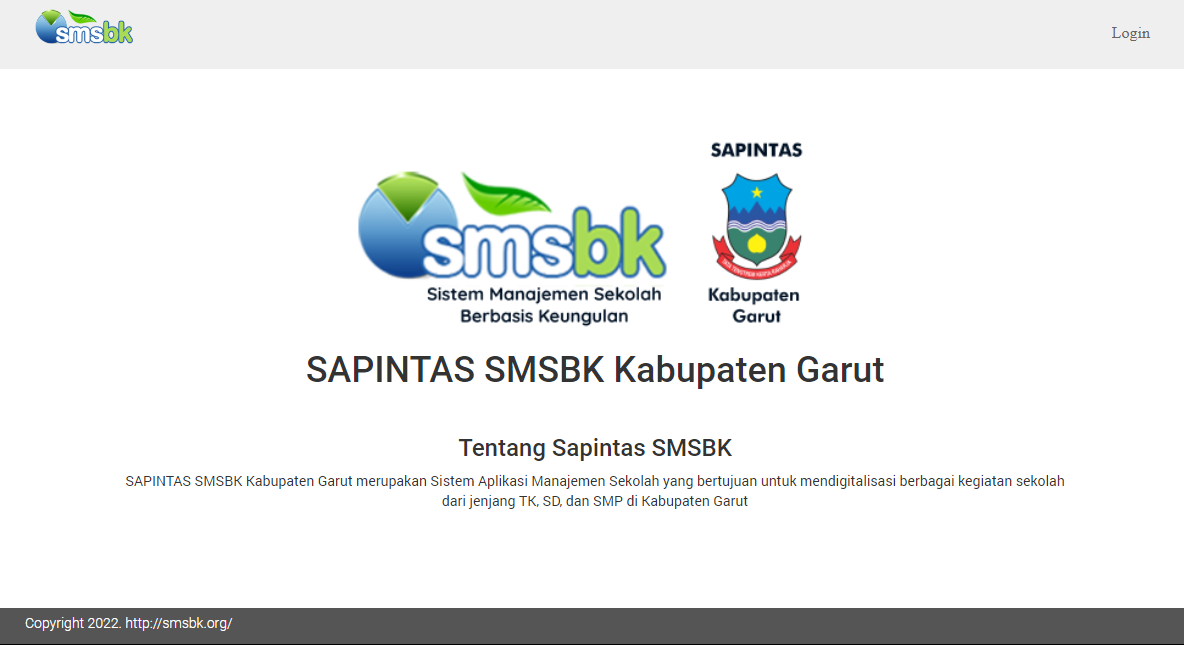 smsbk
Login
SAPINTAS
smsbk
Sistem Manajemen Sekolah
Berbasis Keungulan
Kabupaten
Garut
SAPINTAS SMSBK Kabupaten Garut
Tentang Sapintas SMSBK
SAPINTAS SMSBK Kabupaten Garut merupakan Sistem Aplikasi Manajemen Sekolah yang bertujuan untuk mendigitalisasi berbagai kegiatan sekolah
dari jenjang TK, SD, dan SMP di Kabupaten Garut
Copyright 2022. http://smsbk.org/